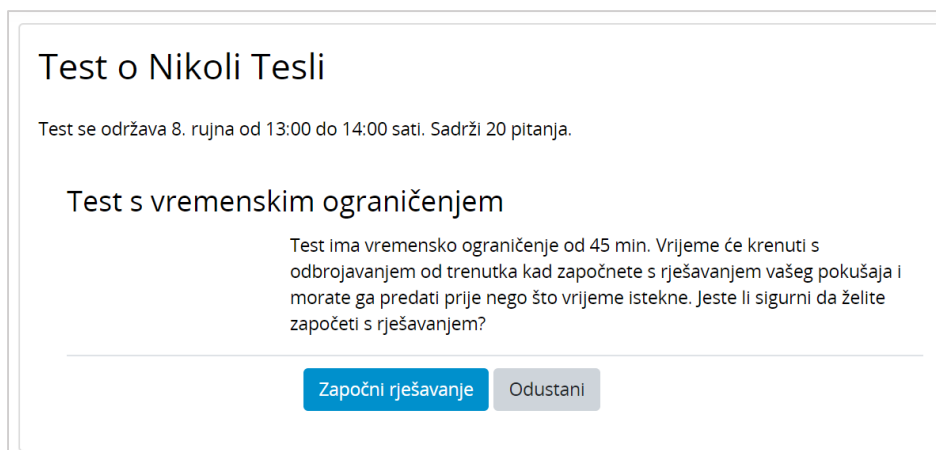 Test o Nikoli Tesli
Test se održava 8. rujna od 13:00 do 14:00 sati. Sadrži 20 pitanja.
Test s vremenskim ograničenjem
Test ima vremensko ograničenje od 45 min. Vrijeme će krenuti s
odbrojavanjem od trenutka kad započnete s rješavanjem vašeg pokušaja i
morate ga predati prije nego što vrijeme istekne. Jeste li sigurni da želite
započeti s rješavanjem?
Započni rješavanje Odustani